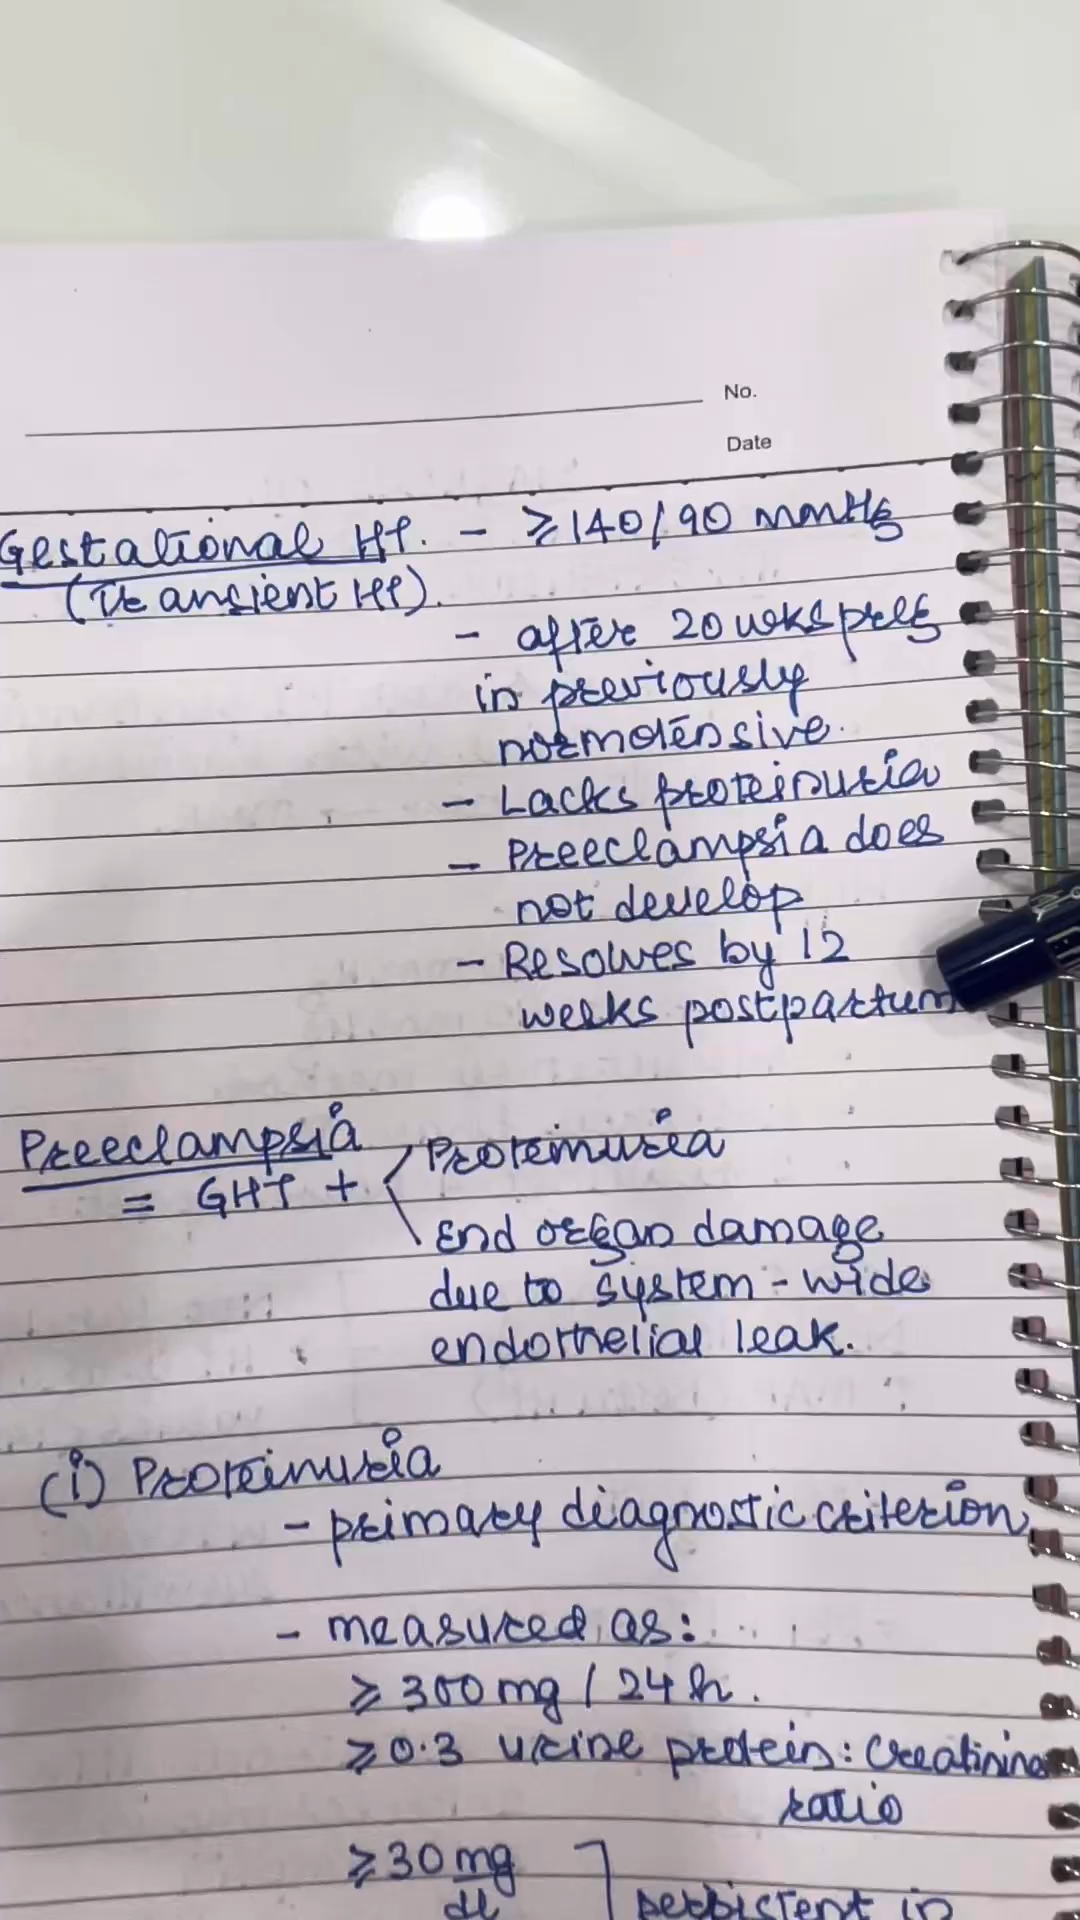 No.
Date
Gestational HT. - ≥140/90 mmHg
(Transient HT).
- after 20 wks preg
in previously
normotensive.
- Lacks proteinuria
- Preeclampsia does
not develop
- Resolves by 12
weeks postpartum
Preeclampsia
= GHT + Proteinuria
End organ damage
due to system-wide
endothelial leak.
(i) Proteinuria
- primary diagnostic criterion
- measured as:
≥ 300 mg / 24 h.
≥ 0.3 urine protein : Creatinine
ratio
≥ 30 mg
dl
persistent in